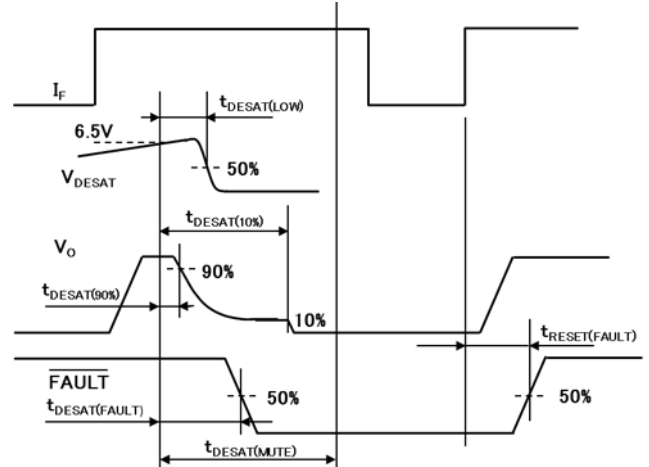 I_F
t_DESAT(LOW)
6.5V
50%
V_DESAT
t_DESAT(10%)
V_O
90%
t_DESAT(90%)
10%
t_RESET(FAULT)
FAULT
50%
50%
t_DESAT(FAULT)
t_DESAT(MUTE)